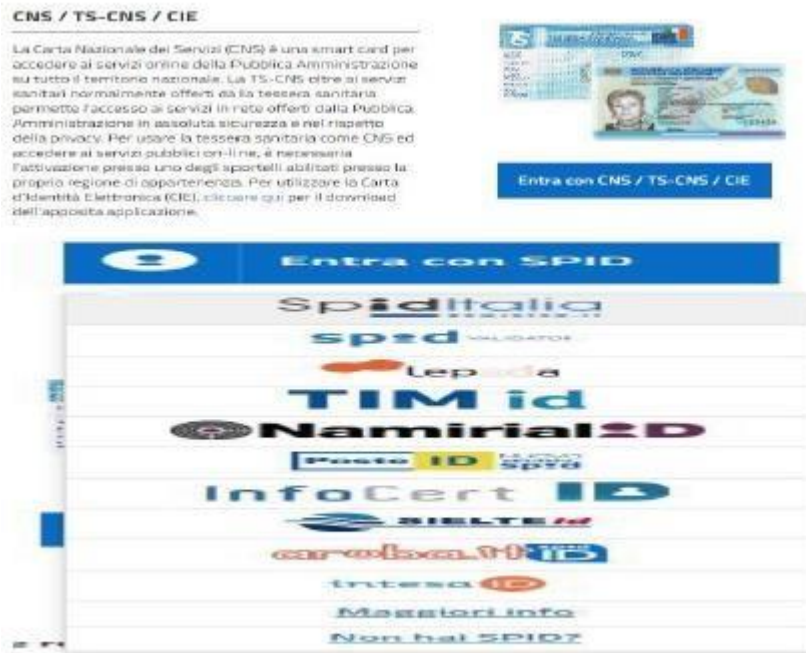 CNS / TS-CNS / CIE
La Carta Nazionale dei Servizi (CNS) è una smart card per
accedere ai servizi online della Pubblica Amministrazione
su tutto il territorio nazionale. La TS-CNS oltre ai servizi
sanitari normalmente offerti dalla tessera sanitaria
permette l'accesso ai servizi in rete offerti dalla Pubblica
Amministrazione in assoluta sicurezza e nel rispetto
della privacy. Per usare la tessera sanitaria come CNS ed
accedere ai servizi pubblici on-line, è necessaria
l'attivazione presso uno degli sportelli abilitati presso la
propria regione di appartenenza. Per utilizzare la Carta
d'Identità Elettronica (CIE), cliccare qui per il download
dell'apposita applicazione.
Entra con CNS / TS-CNS / CIE
Entra con SPID
SpidItalia
spid VALIDATOR
Lepida
TIM id
NamirialID
Poste ID NUOVO spid
InfoCert ID
SIELTE id
aruba.it spID
intesa ID
Maggiori info
Non hai SPID?